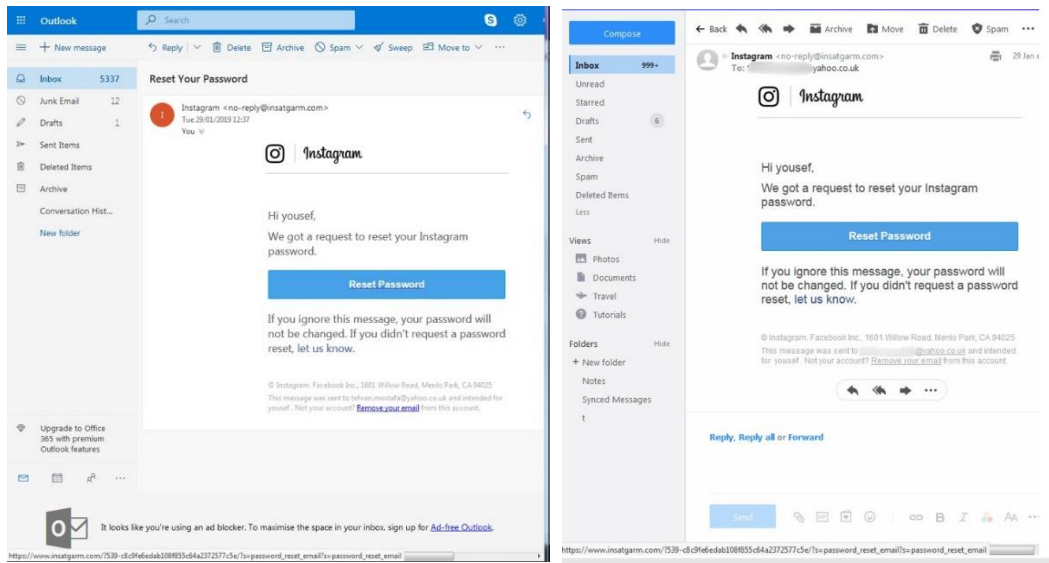 Outlook
Search
New message
Reply
Delete
Archive
Spam
Sweep
Move to
Inbox 5337
Junk Email 12
Drafts 1
Sent Items
Deleted Items
Archive
Conversation Hist...
New folder
Upgrade to Office
365 with premium
Outlook features
Reset Your Password
Instagram <no-reply@insatgarm.com>
Tue 29/01/2019 12:37
You
Instagram
Hi yousef,
We got a request to reset your Instagram
password.
Reset Password
If you ignore this message, your password will
not be changed. If you didn't request a password
reset, let us know.
© Instagram. Facebook Inc., 1601 Willow Road, Menlo Park, CA 94025
This message was sent to tehran.mostafa@yahoo.co.uk and intended for
yousef . Not your account? Remove your email from this account.
It looks like you're using an ad blocker. To maximise the space in your inbox, sign up for Ad-free Outlook.
https://www.insatgarm.com/?539-c8c9fe6edab108f855c64a2372577c5e/?s=password_reset_email?s=password_reset_email
Compose
Back
Archive
Move
Delete
Spam
Inbox 999+
Unread
Starred
Drafts 6
Sent
Archive
Spam
Deleted Items
Less
Views Hide
Photos
Documents
Travel
Tutorials
Folders Hide
+ New folder
Notes
Synced Messages
t
Instagram <no-reply@insatgarm.com>
29 Jan
To: yahoo.co.uk
Instagram
Hi yousef,
We got a request to reset your Instagram
password.
Reset Password
If you ignore this message, your password will
not be changed. If you didn't request a password
reset, let us know.
© Instagram. Facebook Inc., 1601 Willow Road, Menlo Park, CA 94025
This message was sent to @yahoo.co.uk and intended
for yousef . Not your account? Remove your email from this account.
Reply, Reply all or Forward
Send
https://www.insatgarm.com/?539-c8c9fe6edab108f855c64a2372577c5e/?s=password_reset_email?s=password_reset_email